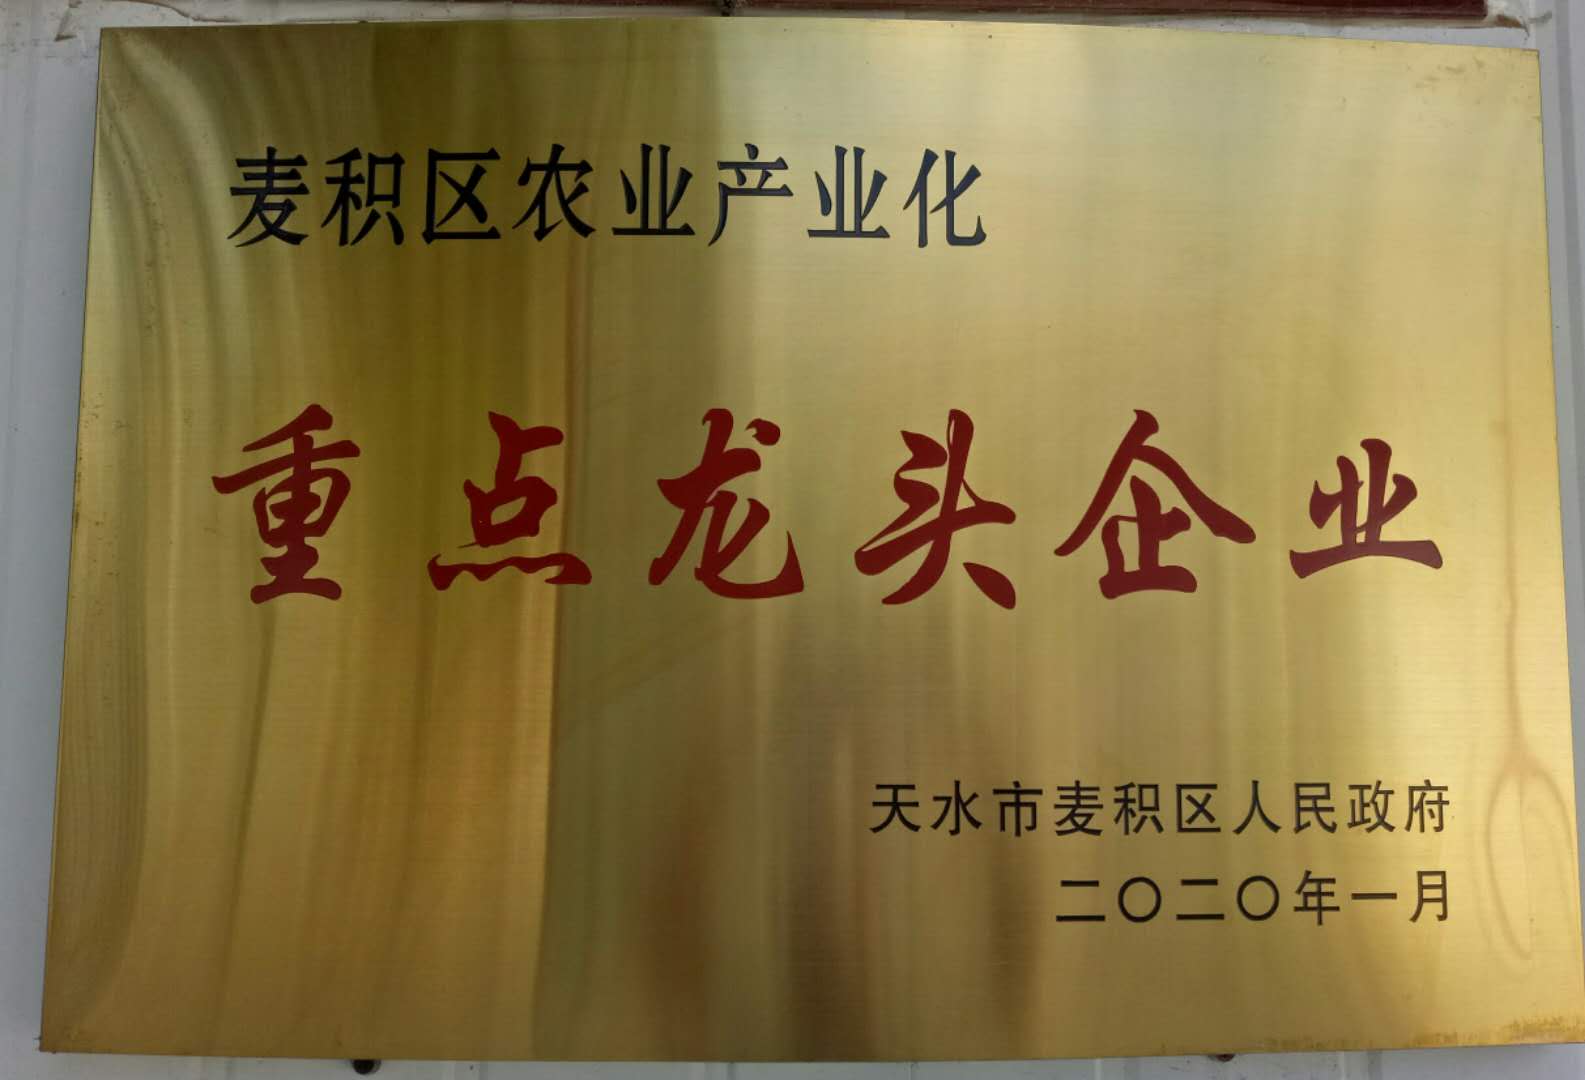 麦积区农业产业化
重点龙头企业
天水市麦积区人民政府
二〇二〇年一月